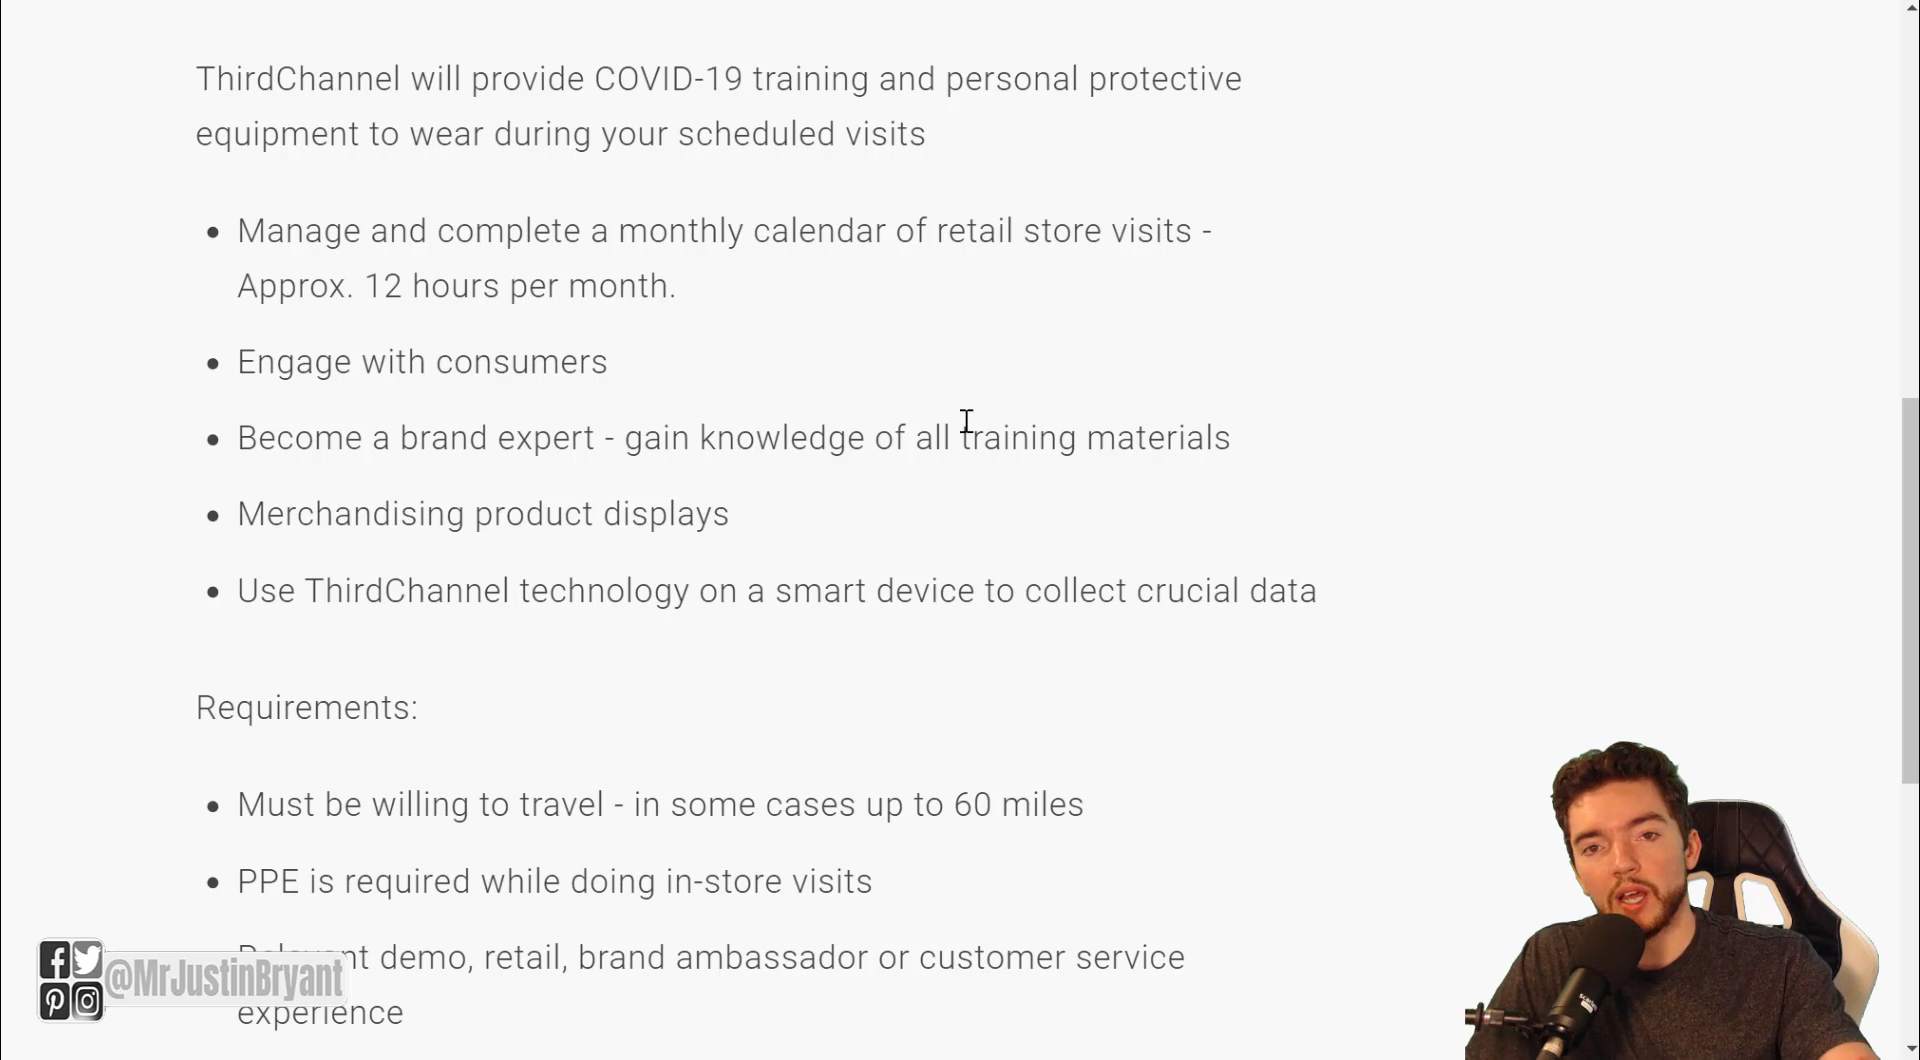 ThirdChannel will provide COVID-19 training and personal protective
equipment to wear during your scheduled visits
Manage and complete a monthly calendar of retail store visits -
Approx. 12 hours per month.
Engage with consumers
Become a brand expert - gain knowledge of all training materials
Merchandising product displays
Use ThirdChannel technology on a smart device to collect crucial data
Requirements:
Must be willing to travel - in some cases up to 60 miles
PPE is required while doing in-store visits
demo, retail, brand ambassador or customer service
experience
@MrJustinBryant